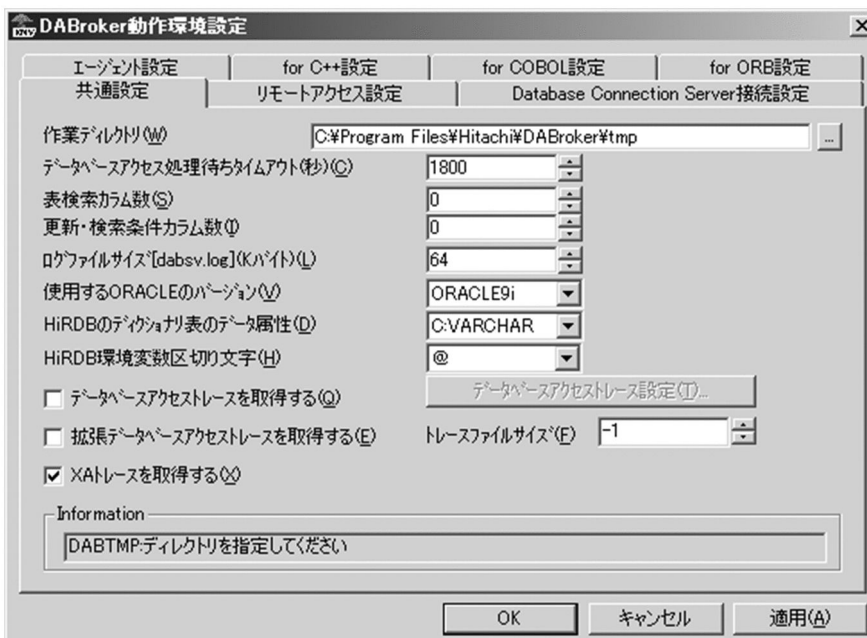 DABroker動作環境設定
エージェント設定 for C++設定 for COBOL設定 for ORB設定
共通設定 リモートアクセス設定 Database Connection Server接続設定
作業ディレクトリ(W) C:¥Program Files¥Hitachi¥DABroker¥tmp ...
データベースアクセス処理待ちタイムアウト(秒)(C) 1800
表検索カラム数(S) 0
更新・検索条件カラム数(I) 0
ログファイルサイズ[dabsv.log](Kバイト)(L) 64
使用するORACLEのバージョン(V) ORACLE9i
HiRDBのディクショナリ表のデータ属性(D) C:VARCHAR
HiRDB環境変数区切り文字(H) @
データベースアクセストレースを取得する(Q) データベースアクセストレース設定(T)...
拡張データベースアクセストレースを取得する(E) トレースファイルサイズ(F) -1
XAトレースを取得する(X)
Information
DABTMP:ディレクトリを指定してください
OK キャンセル 適用(A)